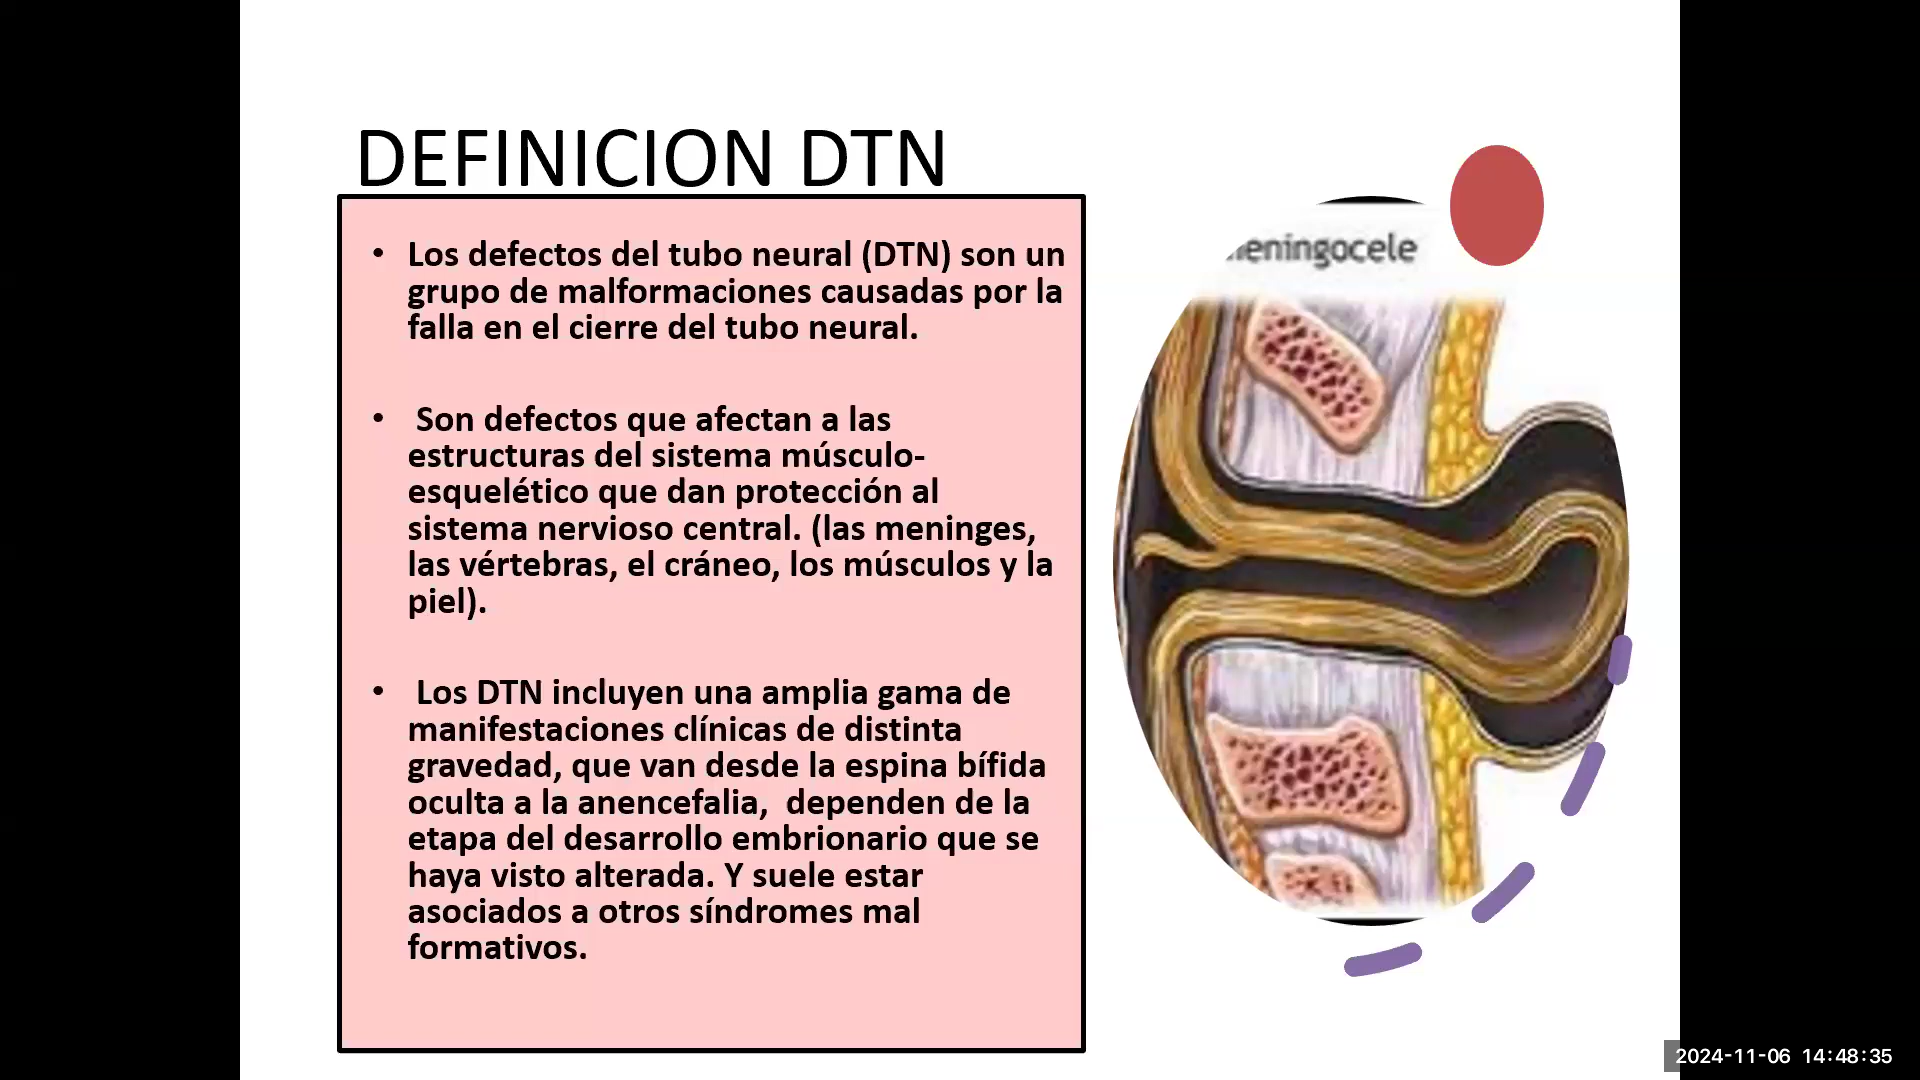 DEFINICION DTN
• Los defectos del tubo neural (DTN) son un
grupo de malformaciones causadas por la
falla en el cierre del tubo neural.
• Son defectos que afectan a las
estructuras del sistema músculo-
esquelético que dan protección al
sistema nervioso central. (las meninges,
las vértebras, el cráneo, los músculos y la
piel).
• Los DTN incluyen una amplia gama de
manifestaciones clínicas de distinta
gravedad, que van desde la espina bífida
oculta a la anencefalia, dependen de la
etapa del desarrollo embrionario que se
haya visto alterada. Y suele estar
asociados a otros síndromes mal
formativos.
eningocele
2024-11-06 14:48:35